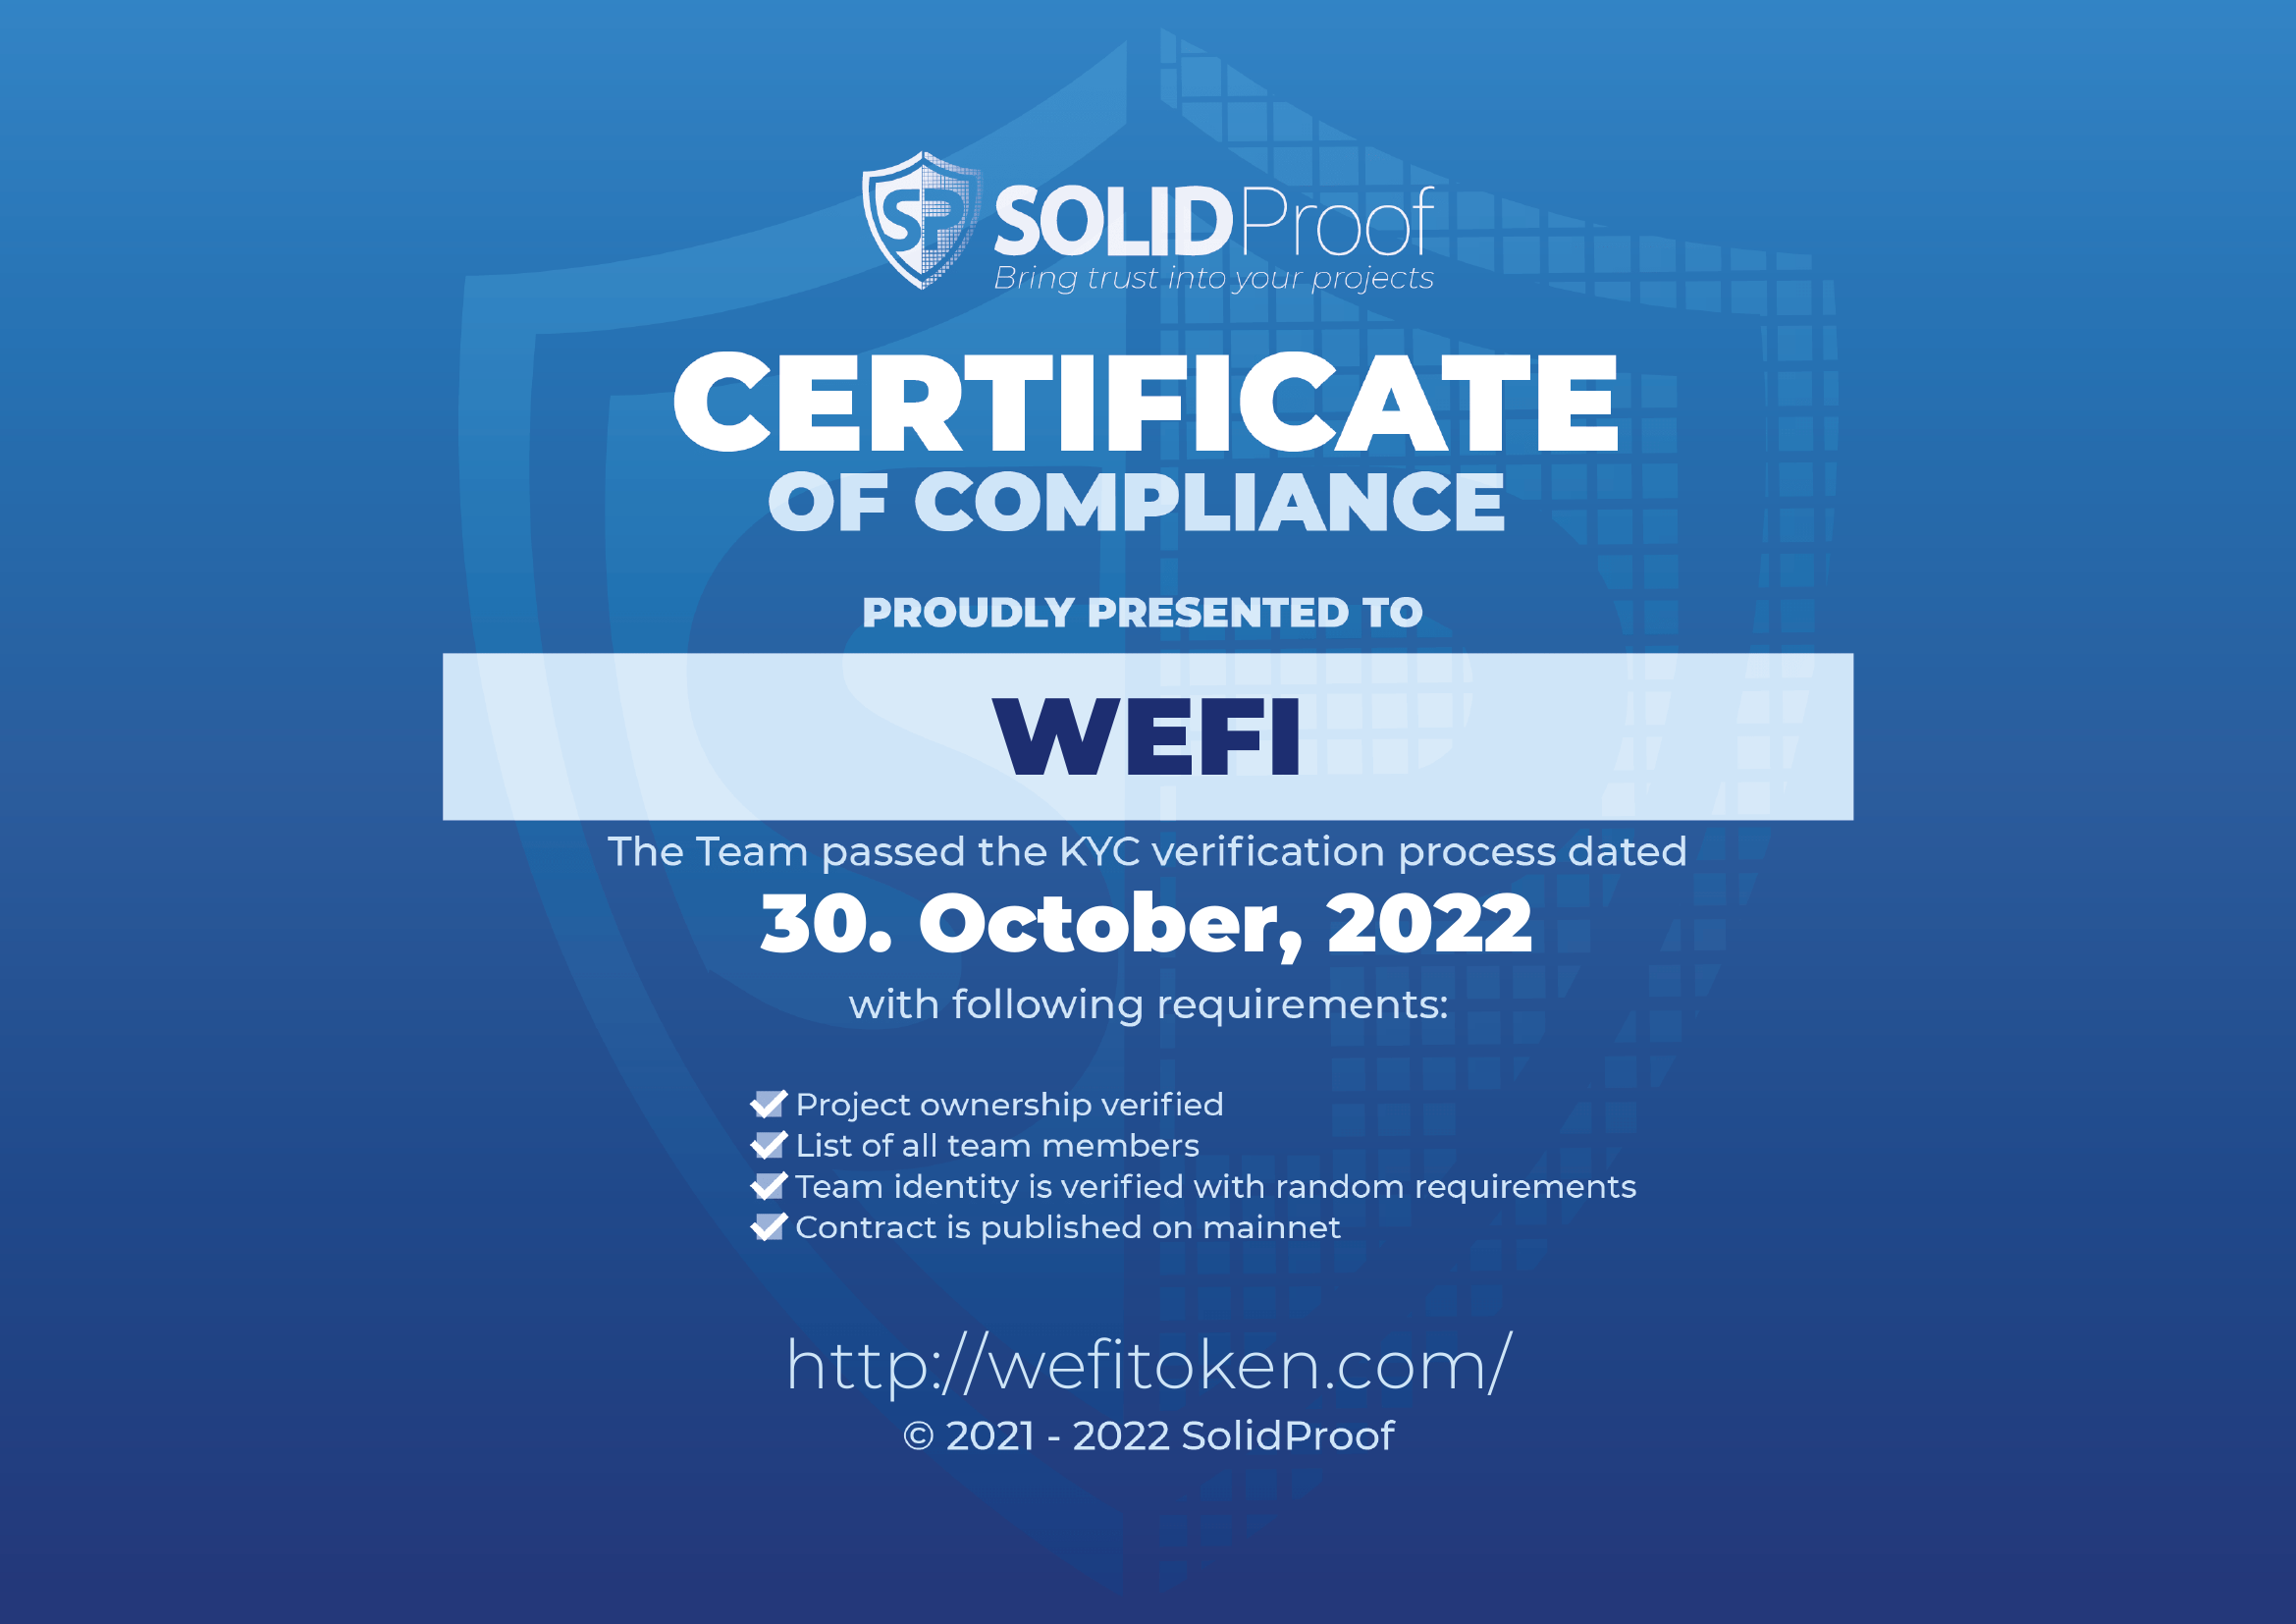 SP SOLIDProof
Bring trust into your projects
CERTIFICATE
OF COMPLIANCE
PROUDLY PRESENTED TO
WEFI
The Team passed the KYC verification process dated
30. October, 2022
with following requirements:
Project ownership verified
List of all team members
Team identity is verified with random requirements
Contract is published on mainnet
http://wefitoken.com/
© 2021 - 2022 SolidProof